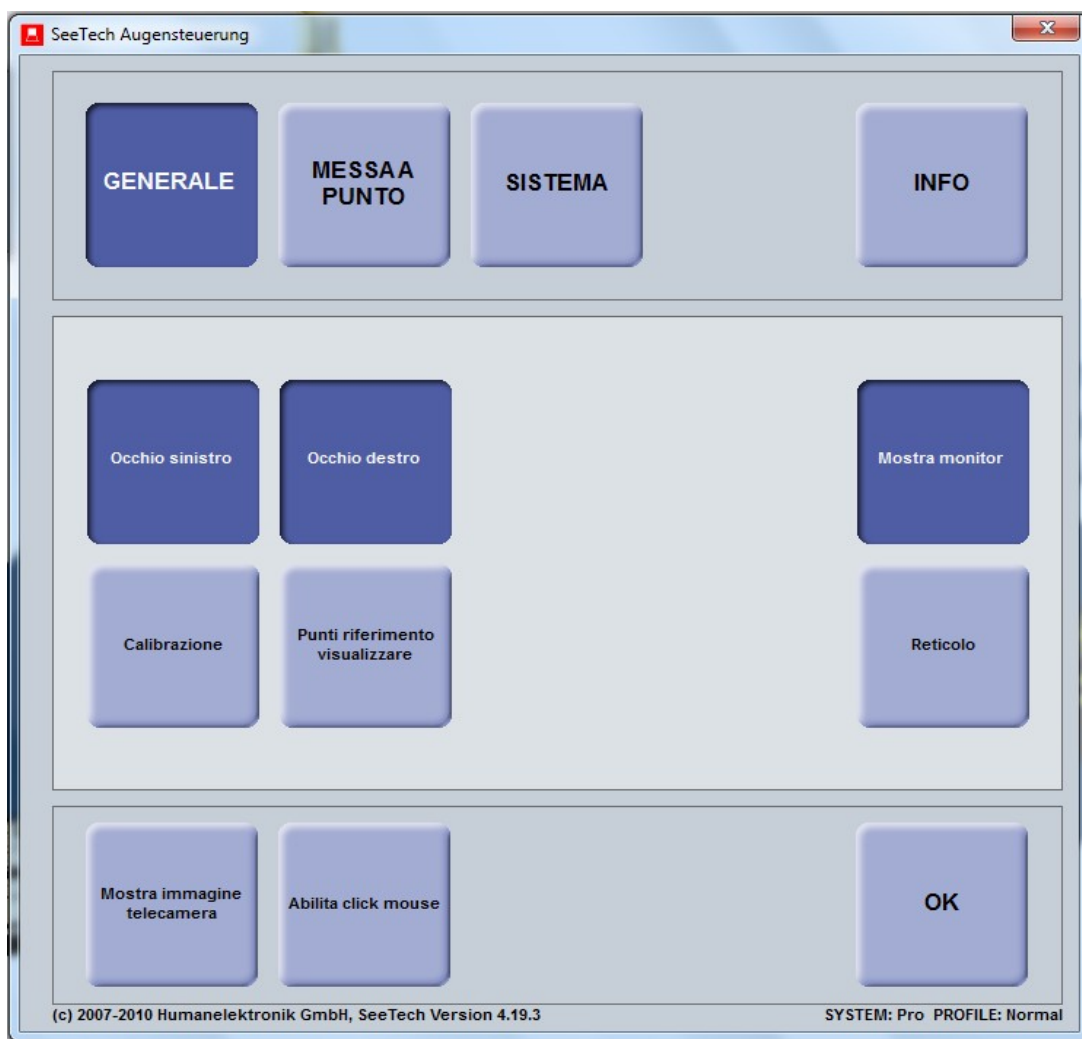 SeeTech Augensteuerung
GENERALE
MESSA A
PUNTO
SISTEMA
INFO
Occhio sinistro
Occhio destro
Mostra monitor
Calibrazione
Punti riferimento
visualizzare
Reticolo
Mostra immagine
telecamera
Abilita click mouse
OK
(c) 2007-2010 Humanelektronik GmbH, SeeTech Version 4.19.3
SYSTEM: Pro PROFILE: Normal